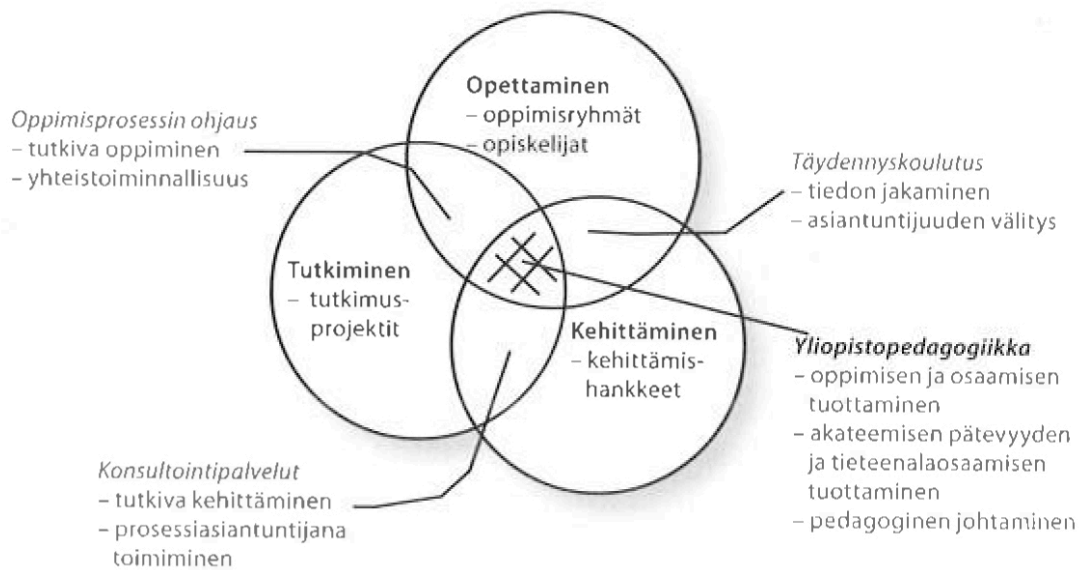 Opettaminen
– oppimisryhmät
– opiskelijat
Oppimisprosessin ohjaus
– tutkiva oppiminen
– yhteistoiminnallisuus
Täydennyskoulutus
– tiedon jakaminen
– asiantuntijuuden välitys
Tutkiminen
– tutkimus-
projektit
Kehittäminen
– kehittämis-
hankkeet
Yliopistopedagogiikka
– oppimisen ja osaamisen
tuottaminen
– akateemisen pätevyyden
ja tieteenalaosaamisen
tuottaminen
– pedagoginen johtaminen
Konsultointipalvelut
– tutkiva kehittäminen
– prosessiasiantuntijana
toimiminen